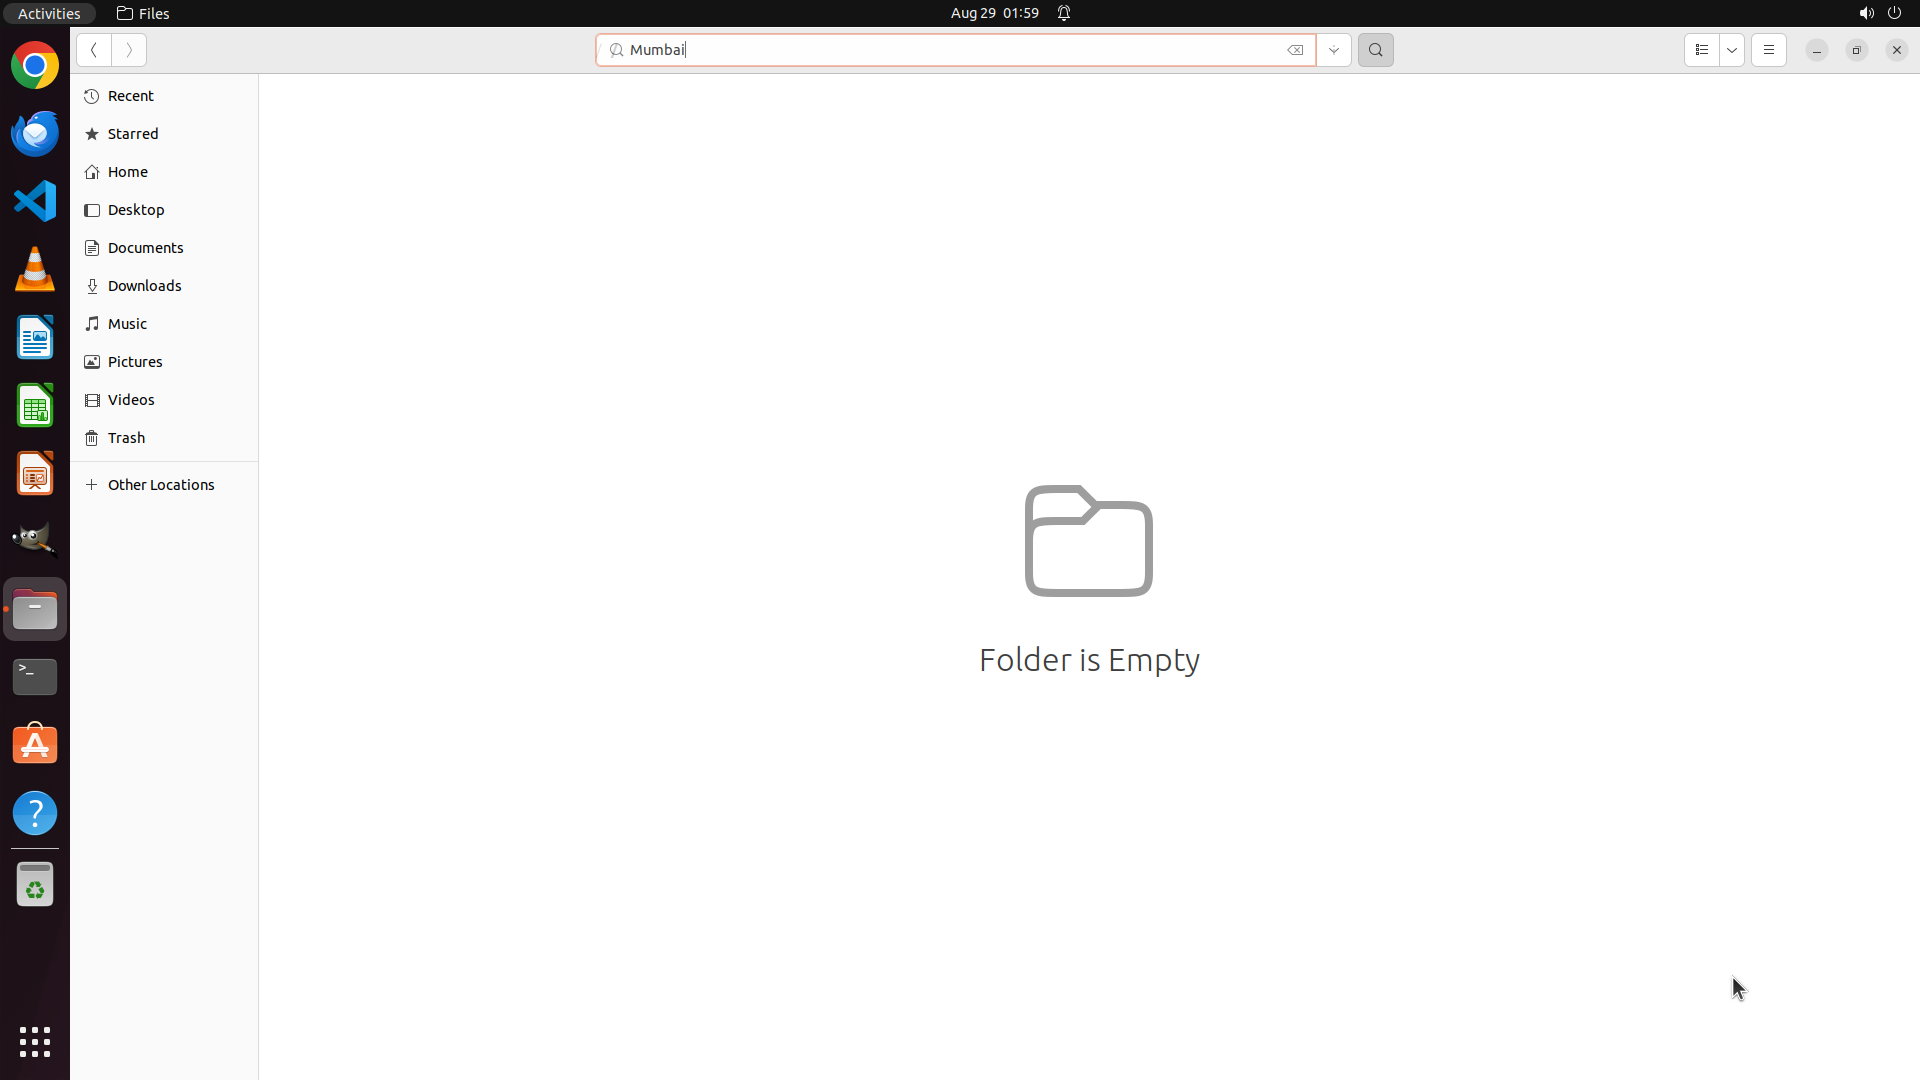 Activities
Files
Aug 29 01:59
Mumbai
Recent
Starred
Home
Desktop
Documents
Downloads
Music
Pictures
Videos
Trash
Other Locations
Folder is Empty